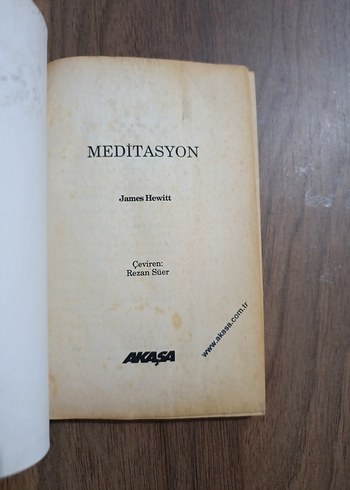 MEDİTASYON
James Hewitt
Çeviren:
Rezan Süer
www.akasa.com.tr
AKAŞA